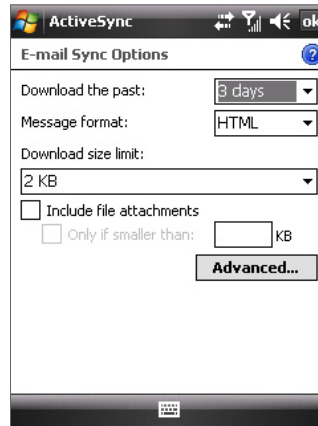 ActiveSync ok
E-mail Sync Options ?
Download the past: 3 days
Message format: HTML
Download size limit:
2 KB
Include file attachments
Only if smaller than: KB
Advanced...